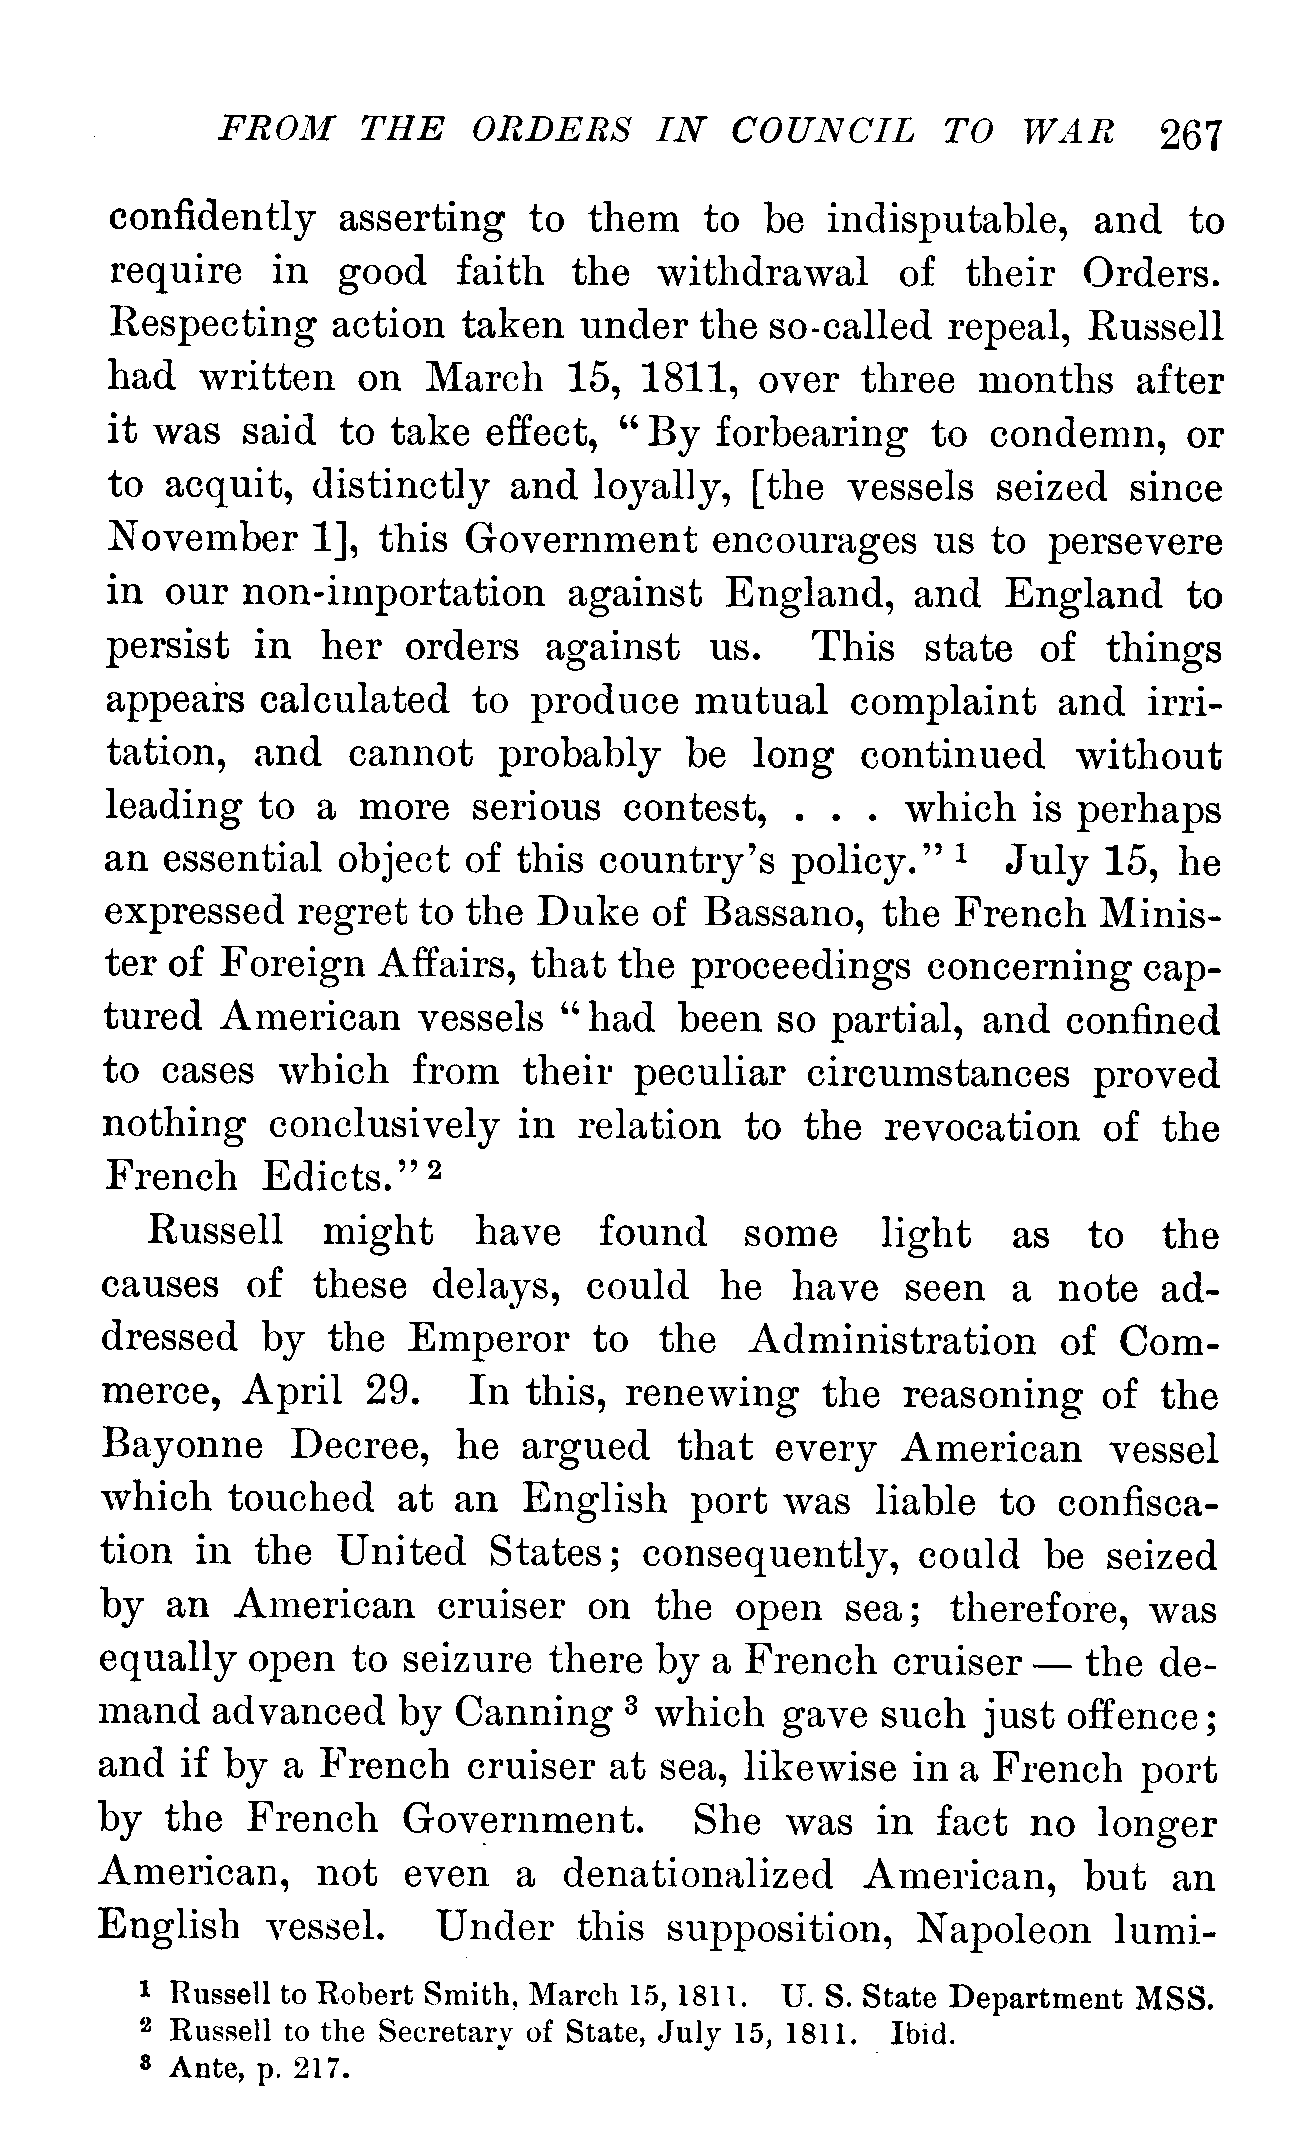 FROM THE ORDERS IN COUNCIL TO WAR 267
confidently asserting to them to be indisputable, and to
require in good faith the withdrawal of their Orders.
Respecting action taken under the so-called repeal, Russell
had written on March 15, 1811, over three months after
it was said to take effect, “By forbearing to condemn, or
to acquit, distinctly and loyally, [the vessels seized since
November 1], this Government encourages us to persevere
in our non-importation against England, and England to
persist in her orders against us. This state of things
appears calculated to produce mutual complaint and irri-
tation, and cannot probably be long continued without
leading to a more serious contest, . . . which is perhaps
an essential object of this country’s policy.” ¹ July 15, he
expressed regret to the Duke of Bassano, the French Minis-
ter of Foreign Affairs, that the proceedings concerning cap-
tured American vessels “had been so partial, and confined
to cases which from their peculiar circumstances proved
nothing conclusively in relation to the revocation of the
French Edicts.” ²
Russell might have found some light as to the
causes of these delays, could he have seen a note ad-
dressed by the Emperor to the Administration of Com-
merce, April 29. In this, renewing the reasoning of the
Bayonne Decree, he argued that every American vessel
which touched at an English port was liable to confisca-
tion in the United States; consequently, could be seized
by an American cruiser on the open sea; therefore, was
equally open to seizure there by a French cruiser — the de-
mand advanced by Canning ³ which gave such just offence;
and if by a French cruiser at sea, likewise in a French port
by the French Government. She was in fact no longer
American, not even a denationalized American, but an
English vessel. Under this supposition, Napoleon lumi-
¹ Russell to Robert Smith, March 15, 1811. U. S. State Department MSS.
² Russell to the Secretary of State, July 15, 1811. Ibid.
³ Ante, p. 217.